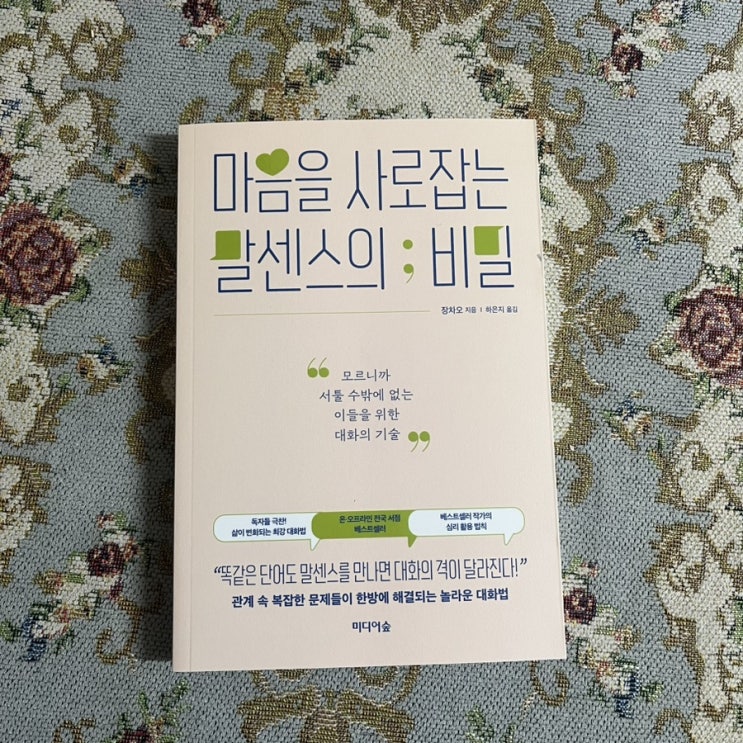 마음을 사로잡는
말센스의 ; 비밀
장차오 지음 | 하은지 옮김
“ 모르니까
서툴 수밖에 없는
이들을 위한
대화의 기술 ”
독자들 극찬!
삶이 변화되는 최강 대화법
온·오프라인 전국 서점
베스트셀러
베스트셀러 작가의
심리 활용 법칙
“똑같은 단어도 말센스를 만나면 대화의 격이 달라진다!”
관계 속 복잡한 문제들이 한방에 해결되는 놀라운 대화법
미디어숲